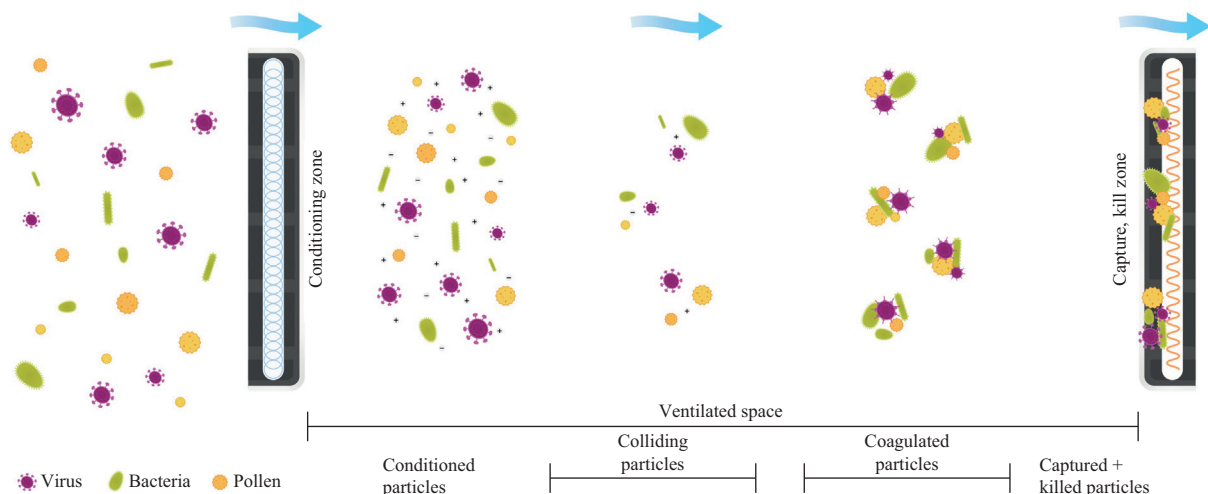 Conditioning zone
Capture, kill zone
Ventilated space
Colliding
particles
Coagulated
particles
Conditioned
particles
Captured +
killed particles
Virus
Bacteria
Pollen